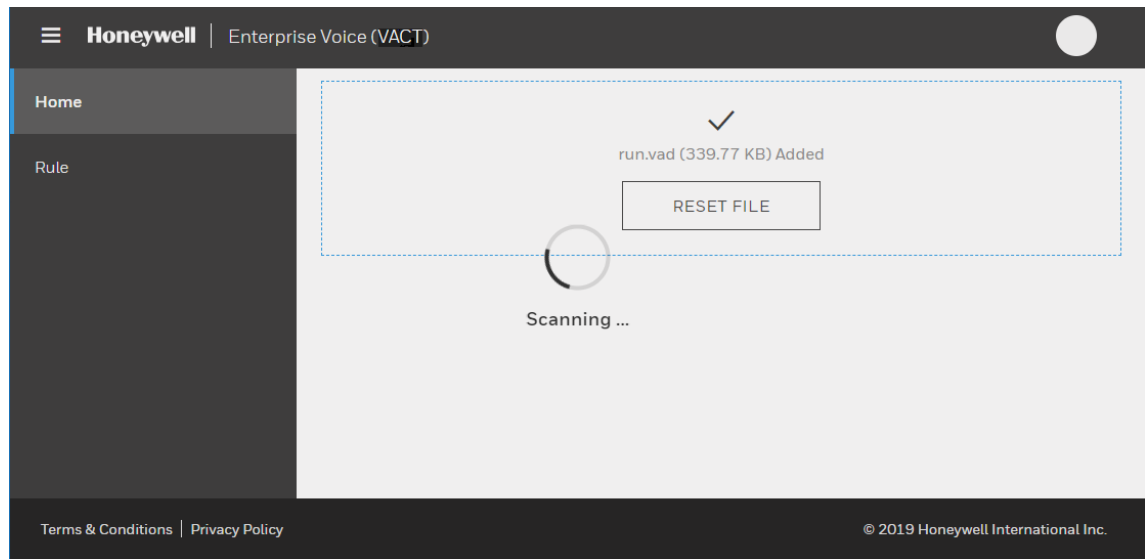 Honeywell | Enterprise Voice (VACT)
Home
Rule
run.vad (339.77 KB) Added
RESET FILE
Scanning ...
Terms & Conditions | Privacy Policy
© 2019 Honeywell International Inc.